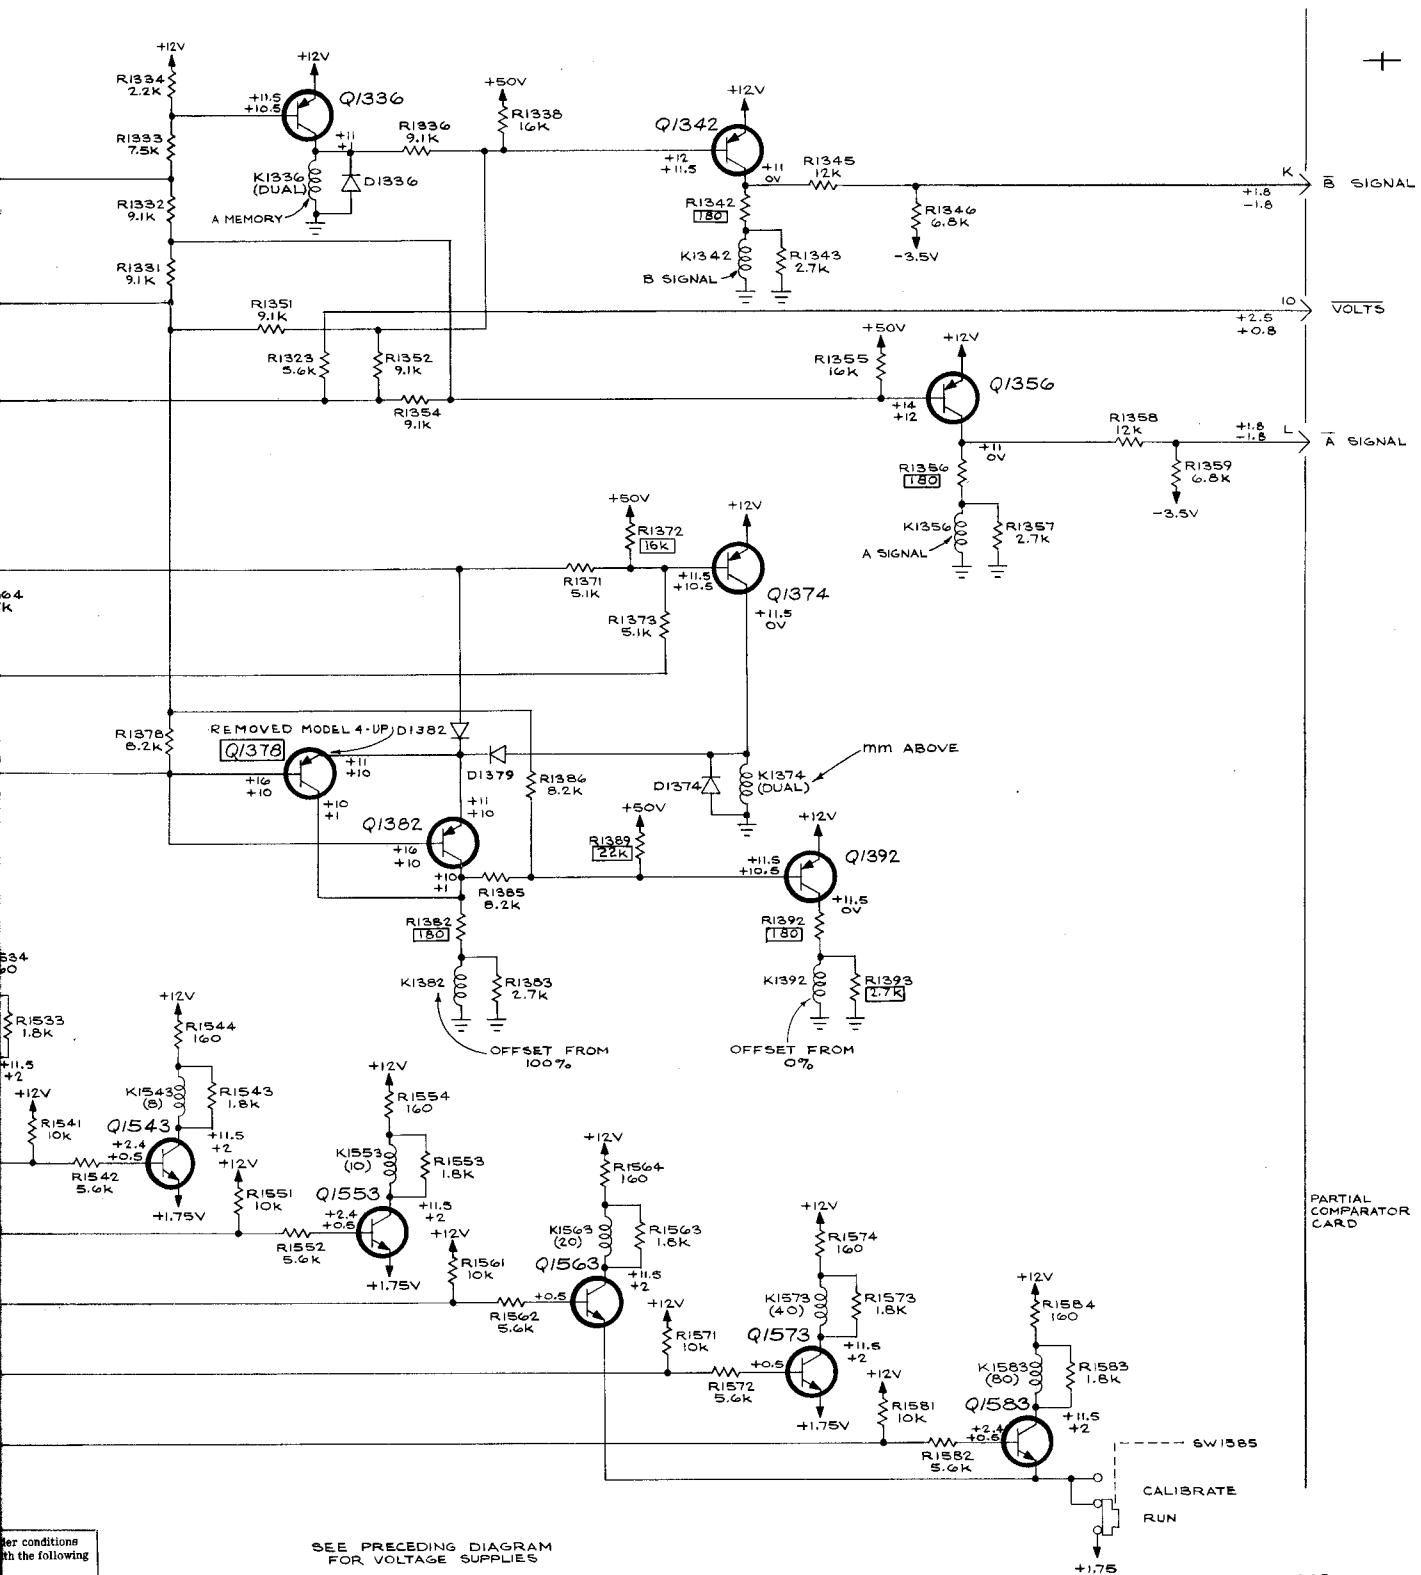 +12V
R1334
2.2K
+12V
+11.5
+10.5
Q1336
R1333
7.5K
+11
+1
K1336
(DUAL)
D1336
A MEMORY
R1332
9.1K
R1331
9.1K
R1336
9.1K
+50V
R1338
16K
+12V
Q1342
+12
+11.5
+11
0V
R1345
12K
K
B̅ SIGNAL
+1.8
-1.8
R1342
180
R1346
6.8K
-3.5V
K1342
B SIGNAL
R1343
2.7K
R1351
9.1K
10
V̅O̅L̅T̅S̅
+2.5
+0.8
R1323
5.6K
R1352
9.1K
R1354
9.1K
+50V
R1355
16K
+12V
Q1356
+14
+12
R1358
12K
+1.8
-1.8
L
A̅ SIGNAL
+11
0V
R1356
180
R1359
6.8K
-3.5V
K1356
A SIGNAL
R1357
2.7K
+50V
R1372
16K
+12V
R1371
5.1K
+11.5
+10.5
Q1374
+11.5
0V
R1373
5.1K
64
K
R1378
8.2K
REMOVED MODEL 4-UP
D1382
Q1378
+16
+10
+11
+10
+10
+1
D1379
R1386
8.2K
D1374
K1374
(DUAL)
mm ABOVE
Q1382
+11
+10
+16
+10
+10
+1
R1385
8.2K
+50V
R1389
22K
+12V
+11.5
+10.5
Q1392
+11.5
0V
R1382
180
K1382
R1383
2.7K
OFFSET FROM
100%
R1392
180
K1392
R1393
2.7K
OFFSET FROM
0%
534
60
R1533
1.8K
+11.5
+2
+12V
R1544
160
K1543
(8)
R1543
1.8K
+12V
R1541
10K
Q1543
+2.4
+0.5
+11.5
+2
R1542
5.6K
+1.75V
+12V
R1554
160
K1553
(10)
R1553
1.8K
+12V
R1551
10K
Q1553
+2.4
+0.5
+11.5
+2
R1552
5.6K
+1.75V
+12V
R1564
160
K1563
(20)
R1563
1.8K
+12V
R1561
10K
Q1563
+0.5
+11.5
+2
R1562
5.6K
+12V
R1574
160
K1573
(40)
R1573
1.8K
+12V
R1571
10K
Q1573
+0.5
+11.5
+2
R1572
5.6K
+1.75V
+12V
R1584
160
K1583
(80)
R1583
1.8K
+12V
R1581
10K
Q1583
+2.4
+0.5
+11.5
+2
R1582
5.6K
SW1585
CALIBRATE
RUN
+1.75
PARTIAL
COMPARATOR
CARD
der conditions
th the following
SEE PRECEDING DIAGRAM
FOR VOLTAGE SUPPLIES